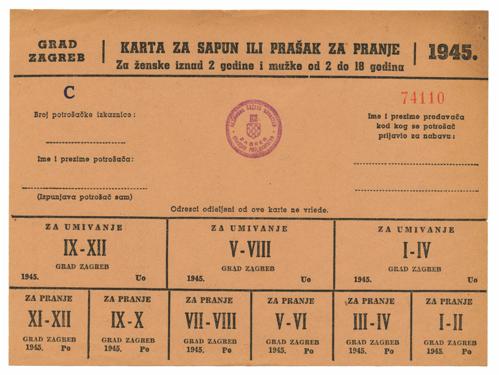 GRAD ZAGREB
KARTA ZA SAPUN ILI PRAŠAK ZA PRANJE
Za ženske iznad 2 godine i mužke od 2 do 18 godina
1945.
C
74110
Broj potrošačke izkaznice:
Ime i prezime potrošača:
(Izpunjava potrošač sam)
ZAGREB
Ime i prezime prodavača
kod kog se potrošač
prijavio za nabavu:
Odresci odieljeni od ove karte ne vriede.
ZA UMIVANJE
IX-XII
GRAD ZAGREB
1945. Uo
ZA UMIVANJE
V-VIII
GRAD ZAGREB
1945. Uo
ZA UMIVANJE
I-IV
GRAD ZAGREB
1945. Uo
ZA PRANJE
XI-XII
GRAD ZAGREB
1945. Po
ZA PRANJE
IX-X
GRAD ZAGREB
1945. Po
ZA PRANJE
VII-VIII
GRAD ZAGREB
1945. Po
ZA PRANJE
V-VI
GRAD ZAGREB
1945. Po
ZA PRANJE
III-IV
GRAD ZAGREB
1945. Po
ZA PRANJE
I-II
GRAD ZAGREB
1945. Po